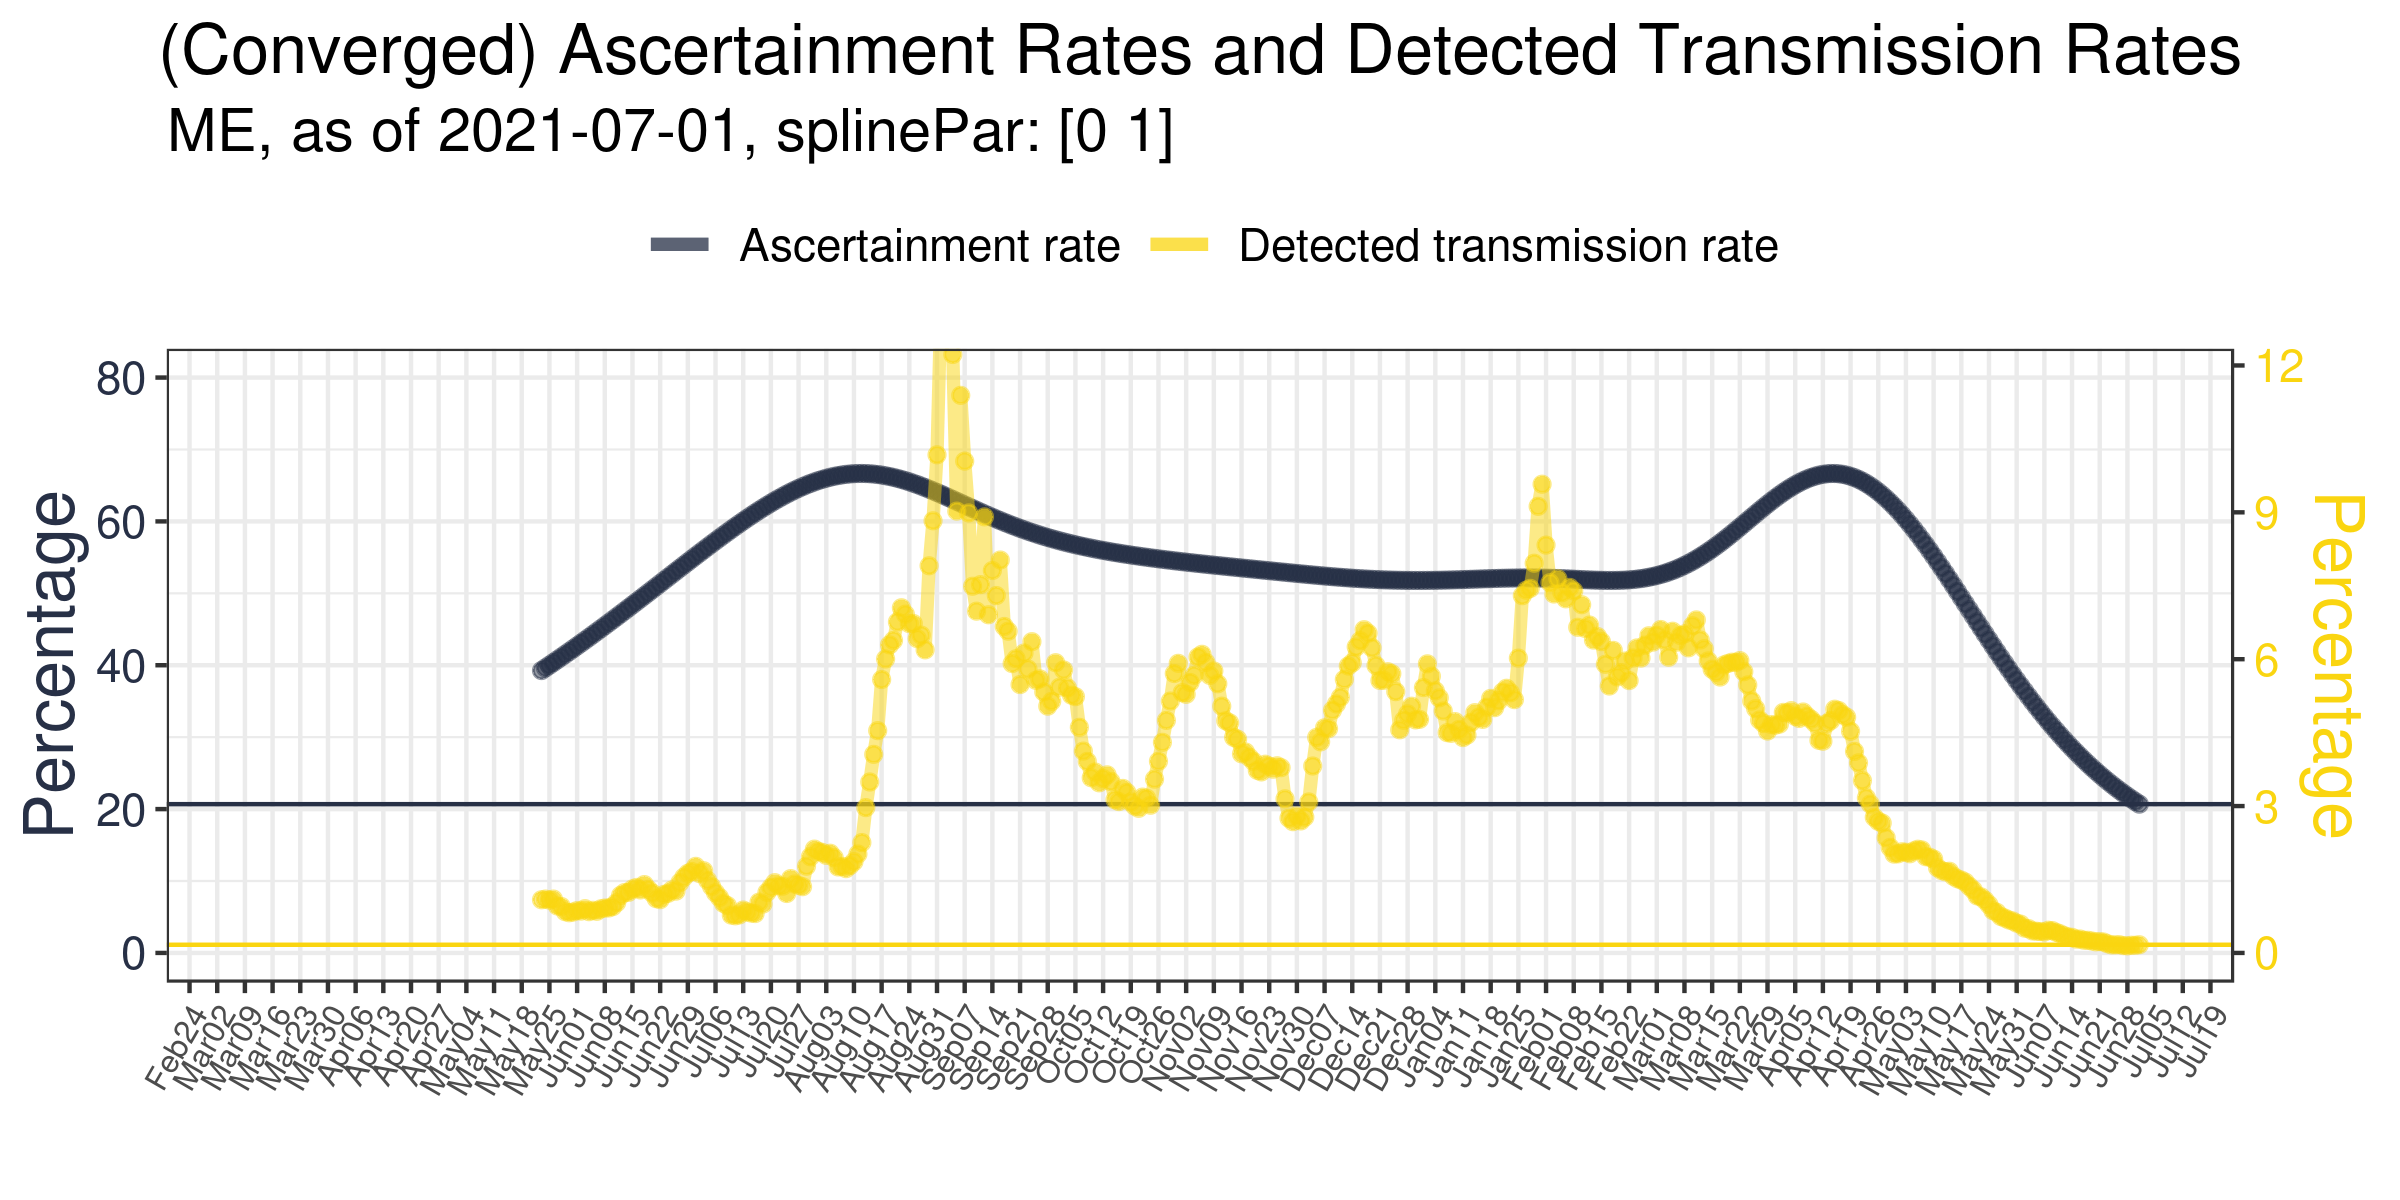 (Converged) Ascertainment Rates and Detected Transmission Rates
ME, as of 2021-07-01, splinePar: [0 1]
Ascertainment rate
Detected transmission rate
Percentage
80
60
40
20
0
12
9
6
3
0
Percentage
Feb24
Mar02
Mar09
Mar16
Mar23
Mar30
Apr06
Apr13
Apr20
Apr27
May04
May11
May18
May25
Jun01
Jun08
Jun15
Jun22
Jun29
Jul06
Jul13
Jul20
Jul27
Aug03
Aug10
Aug17
Aug24
Aug31
Sep07
Sep14
Sep21
Sep28
Oct05
Oct12
Oct19
Oct26
Nov02
Nov09
Nov16
Nov23
Nov30
Dec07
Dec14
Dec21
Dec28
Jan04
Jan11
Jan18
Jan25
Feb01
Feb08
Feb15
Feb22
Mar01
Mar08
Mar15
Mar22
Mar29
Apr05
Apr12
Apr19
Apr26
May03
May10
May17
May24
May31
Jun07
Jun14
Jun21
Jun28
Jul05
Jul12
Jul19